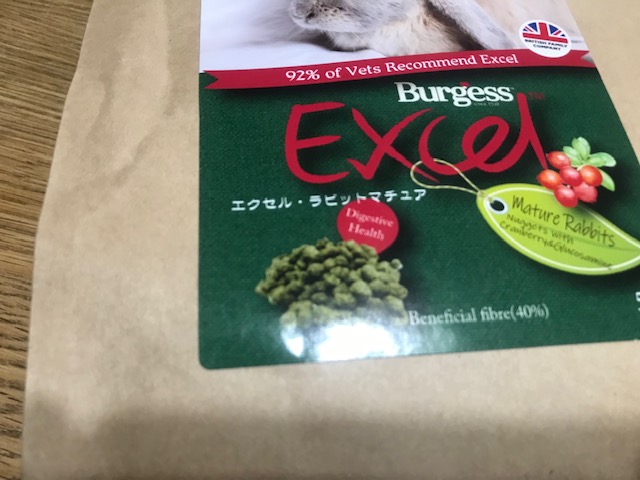 BRITISH FAMILY
COMPANY
92% of Vets Recommend Excel
Burgess
Excel
エクセル・ラビットマチュア
Digestive
Health
Mature Rabbits
Nuggets with
Cranberry&Glucosamine
Beneficial fibre(40%)